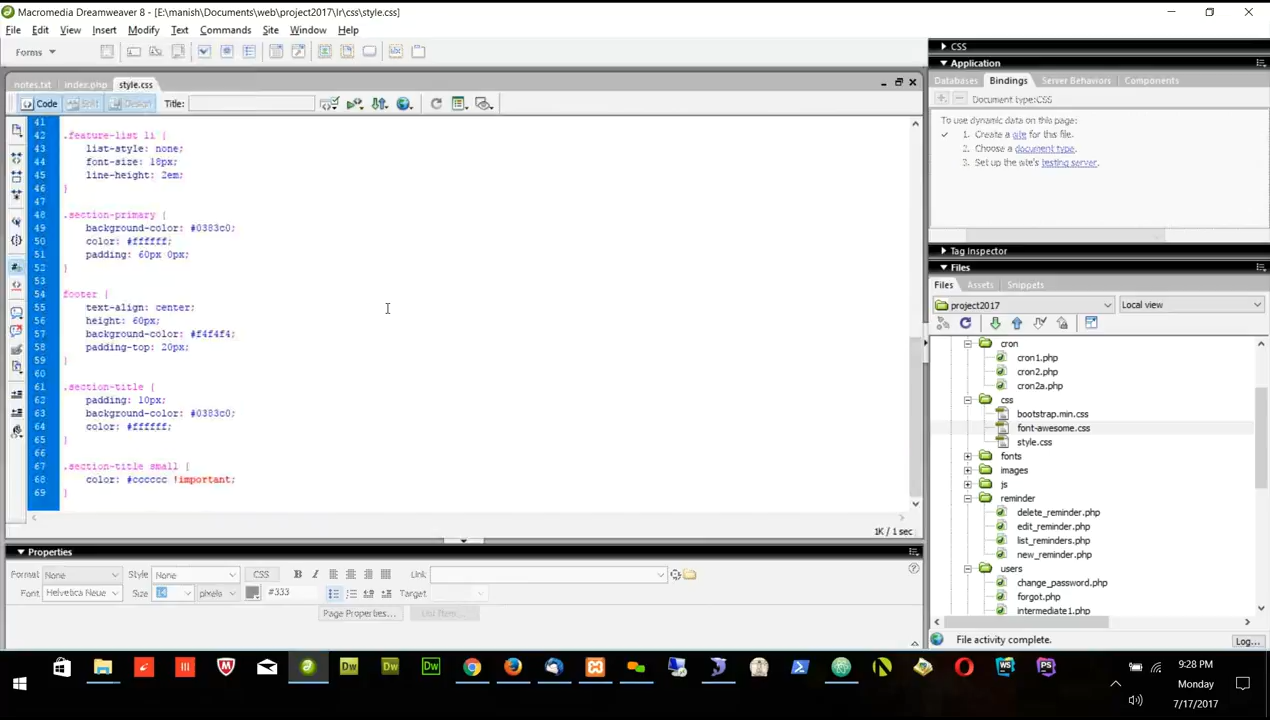 Macromedia Dreamweaver 8 - [E:\manish\Documents\web\project2017\lr\css\style.css]
File Edit View Insert Modify Text Commands Site Window Help
Forms
notes.txt index.php style.css
Code Split Design Title:
41
42 .feature-list li {
43 list-style: none;
44 font-size: 18px;
45 line-height: 2em;
46 }
47
48 .section-primary {
49 background-color: #0383c0;
50 color: #ffffff;
51 padding: 60px 0px;
52 }
53
54 footer {
55 text-align: center;
56 height: 60px;
57 background-color: #f4f4f4;
58 padding-top: 20px;
59 }
60
61 .section-title {
62 padding: 10px;
63 background-color: #0383c0;
64 color: #ffffff;
65 }
66
67 .section-title small {
68 color: #cccccc !important;
69 }
1K / 1 sec
Properties
Format None Style None CSS B I Link
Font Helvetica Neue Size 14 pixels #333 Target
Page Properties... List Item...
CSS
Application
Databases Bindings Server Behaviors Components
Document type:CSS
To use dynamic data on this page:
1. Create a site for this file.
2. Choose a document type.
3. Set up the site's testing server.
Tag Inspector
Files
Files Assets Snippets
project2017 Local view
cron
cron1.php
cron2.php
cron2a.php
css
bootstrap.min.css
font-awesome.css
style.css
fonts
images
js
reminder
delete_reminder.php
edit_reminder.php
list_reminders.php
new_reminder.php
users
change_password.php
forgot.php
intermediate1.php
File activity complete. Log...
Dw Dw Dw WS PS
9:28 PM
Monday
7/17/2017